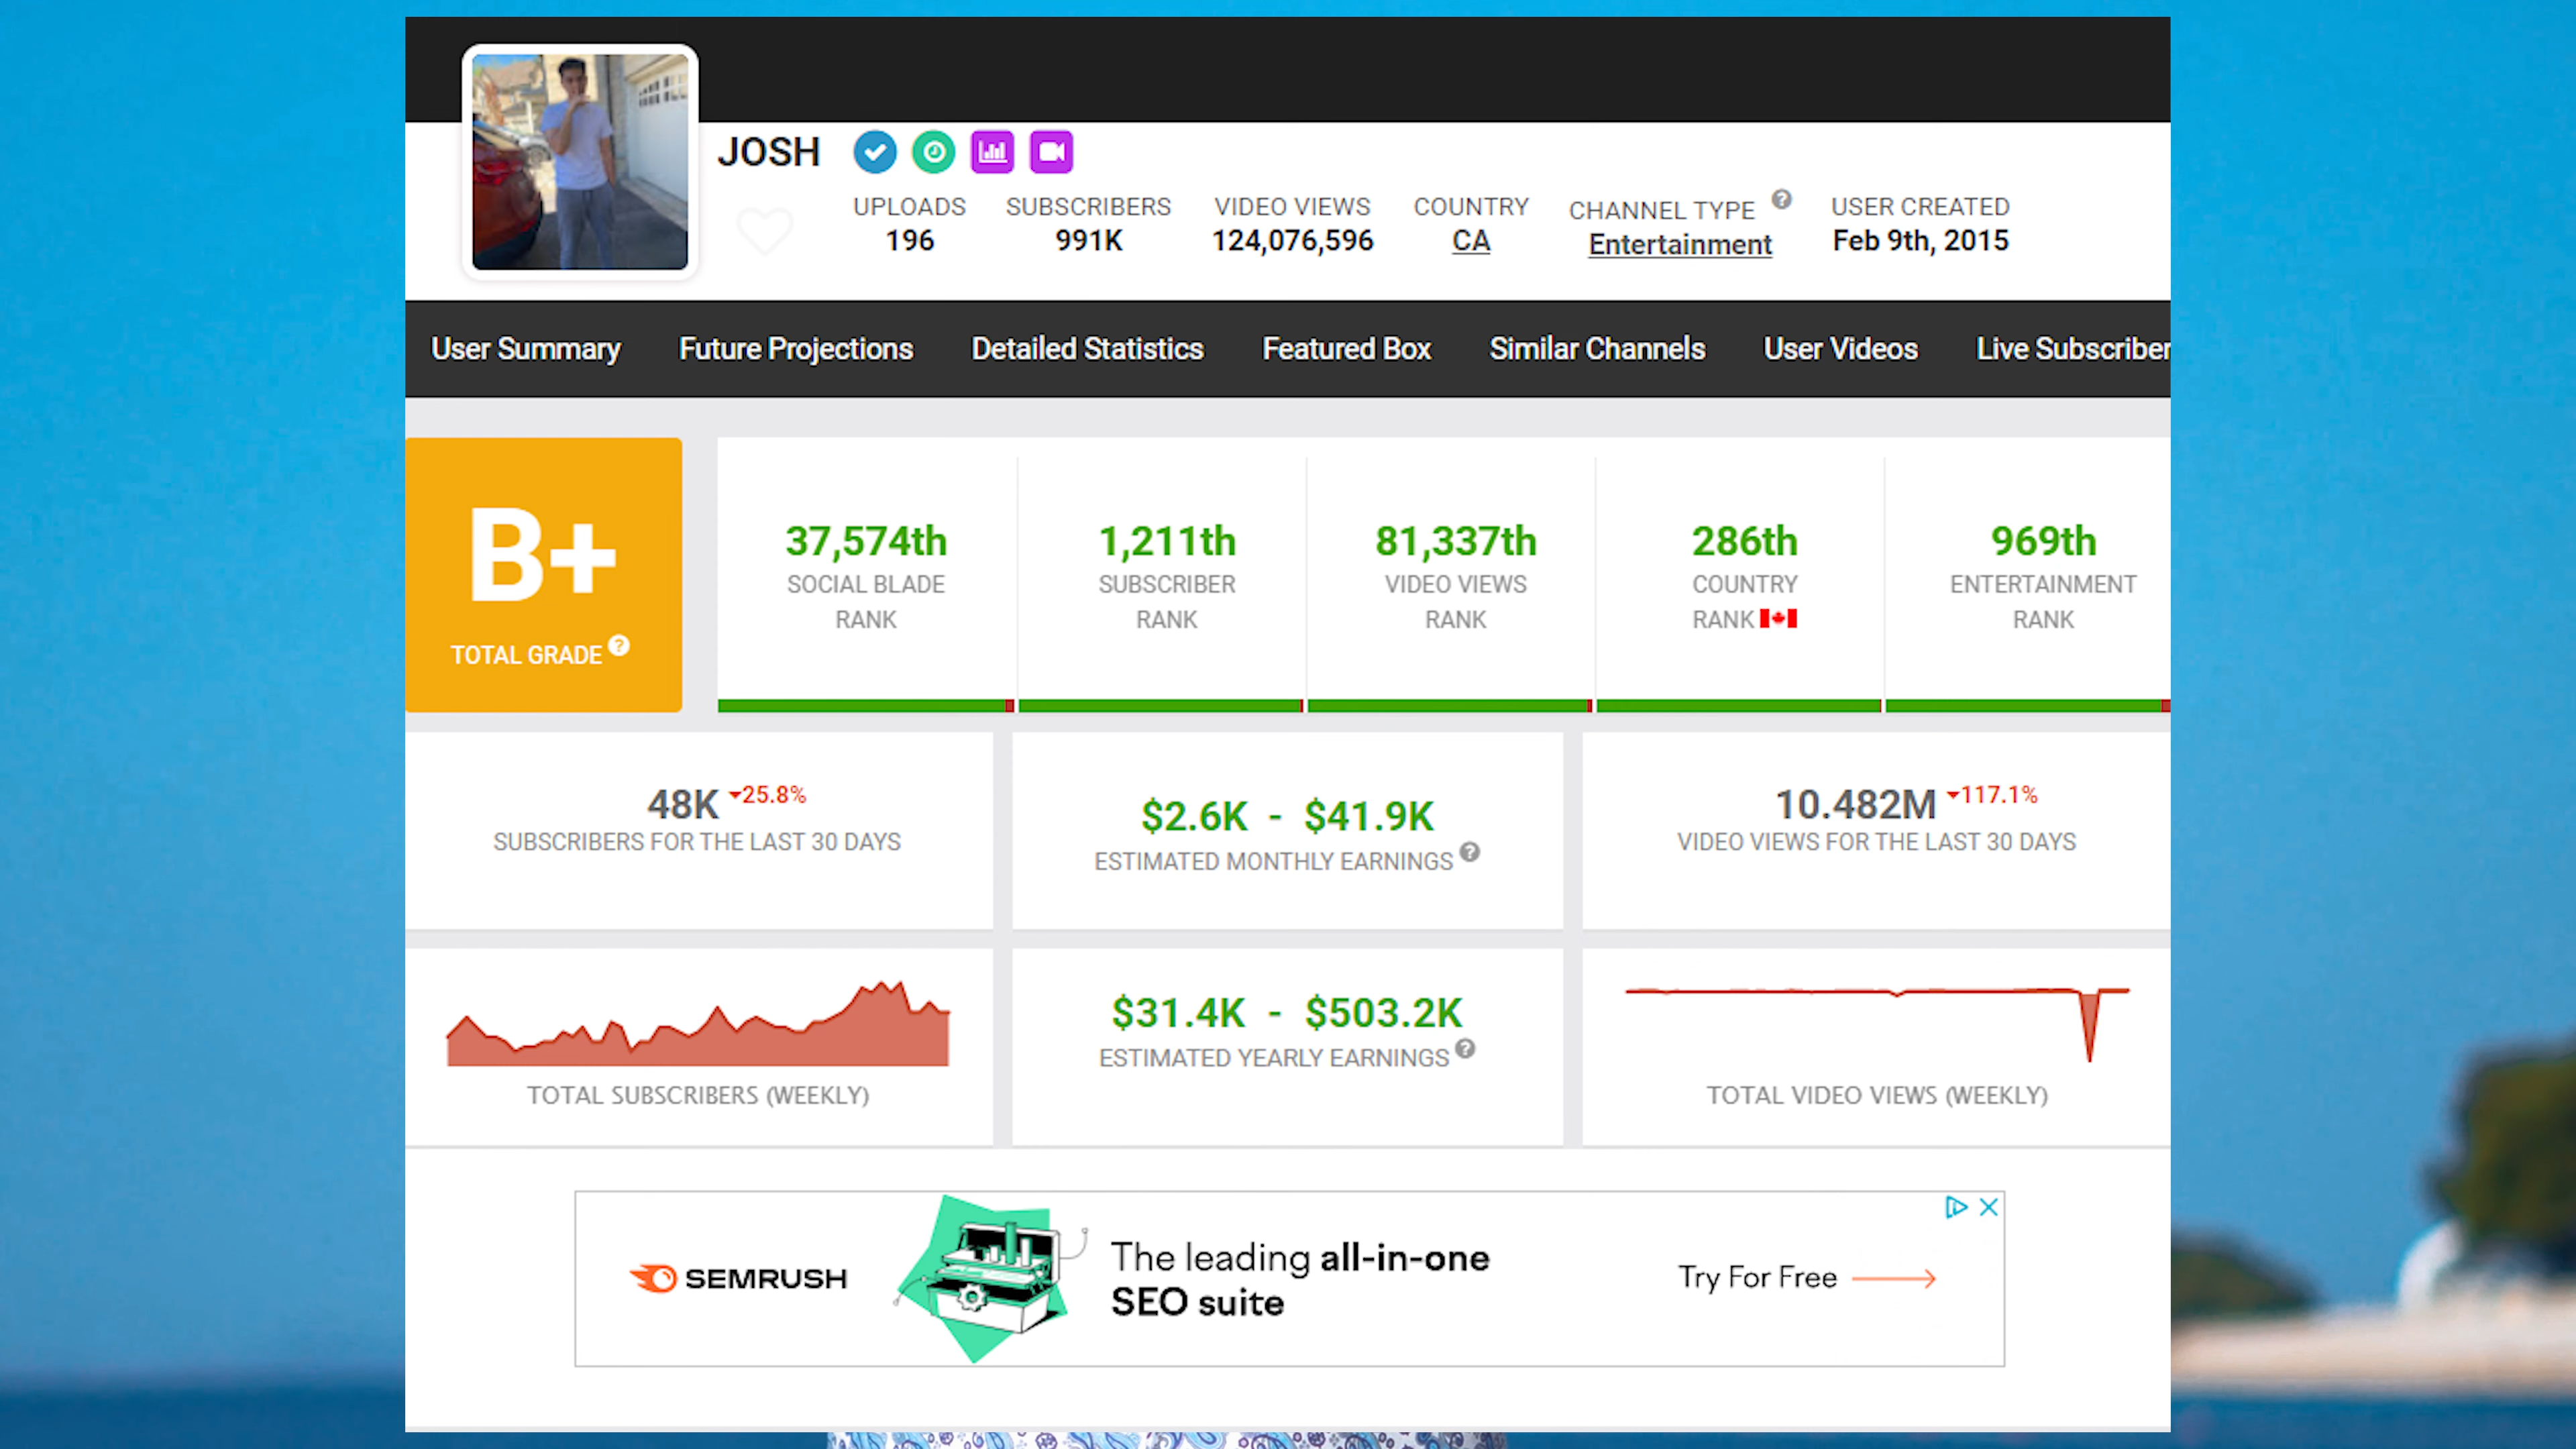 JOSH
UPLOADS
196
SUBSCRIBERS
991K
VIDEO VIEWS
124,076,596
COUNTRY
CA
CHANNEL TYPE ?
Entertainment
USER CREATED
Feb 9th, 2015
User Summary
Future Projections
Detailed Statistics
Featured Box
Similar Channels
User Videos
Live Subscriber
B+
TOTAL GRADE ?
37,574th
SOCIAL BLADE
RANK
1,211th
SUBSCRIBER
RANK
81,337th
VIDEO VIEWS
RANK
286th
COUNTRY
RANK
969th
ENTERTAINMENT
RANK
48K 25.8%
SUBSCRIBERS FOR THE LAST 30 DAYS
$2.6K - $41.9K
ESTIMATED MONTHLY EARNINGS ?
10.482M 117.1%
VIDEO VIEWS FOR THE LAST 30 DAYS
TOTAL SUBSCRIBERS (WEEKLY)
$31.4K - $503.2K
ESTIMATED YEARLY EARNINGS ?
TOTAL VIDEO VIEWS (WEEKLY)
SEMRUSH
The leading all-in-one
SEO suite
Try For Free